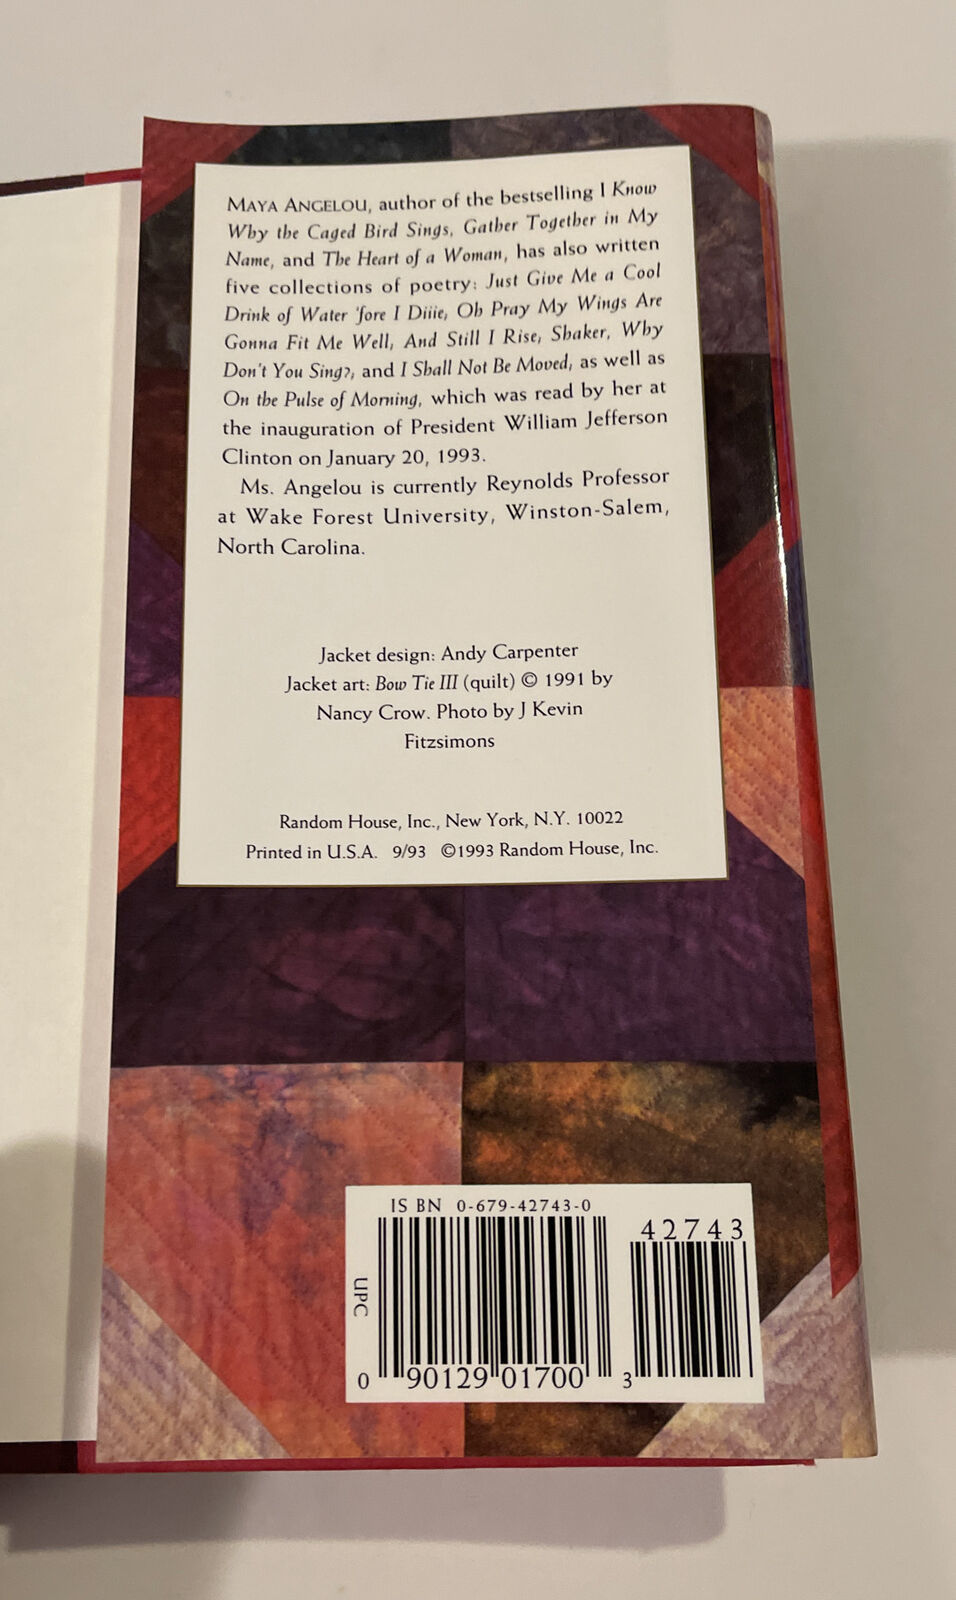 MAYA ANGELOU, author of the bestselling I Know
Why the Caged Bird Sings, Gather Together in My
Name, and The Heart of a Woman, has also written
five collections of poetry: Just Give Me a Cool
Drink of Water 'fore I Diiie, Oh Pray My Wings Are
Gonna Fit Me Well, And Still I Rise, Shaker, Why
Don't You Sing?, and I Shall Not Be Moved, as well as
On the Pulse of Morning, which was read by her at
the inauguration of President William Jefferson
Clinton on January 20, 1993.
Ms. Angelou is currently Reynolds Professor
at Wake Forest University, Winston-Salem,
North Carolina.
Jacket design: Andy Carpenter
Jacket art: Bow Tie III (quilt) © 1991 by
Nancy Crow. Photo by J Kevin
Fitzsimons
Random House, Inc., New York, N.Y. 10022
Printed in U.S.A. 9/93 ©1993 Random House, Inc.
ISBN 0-679-42743-0
42743
UPC
0 90129 01700 3